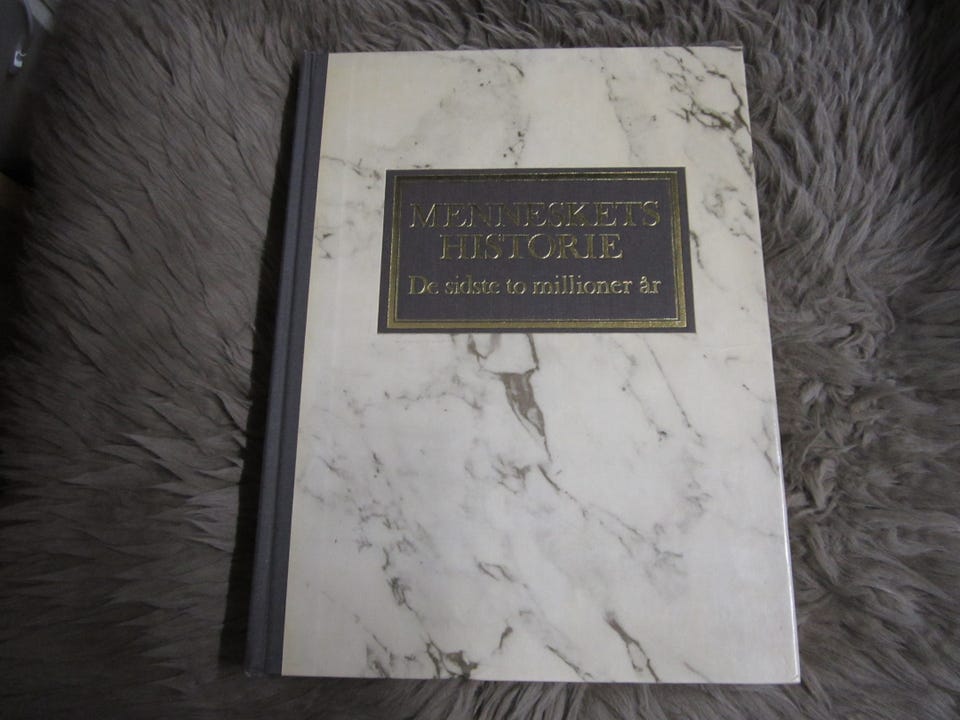 MENNESKETS
HISTORIE
De sidste to millioner år